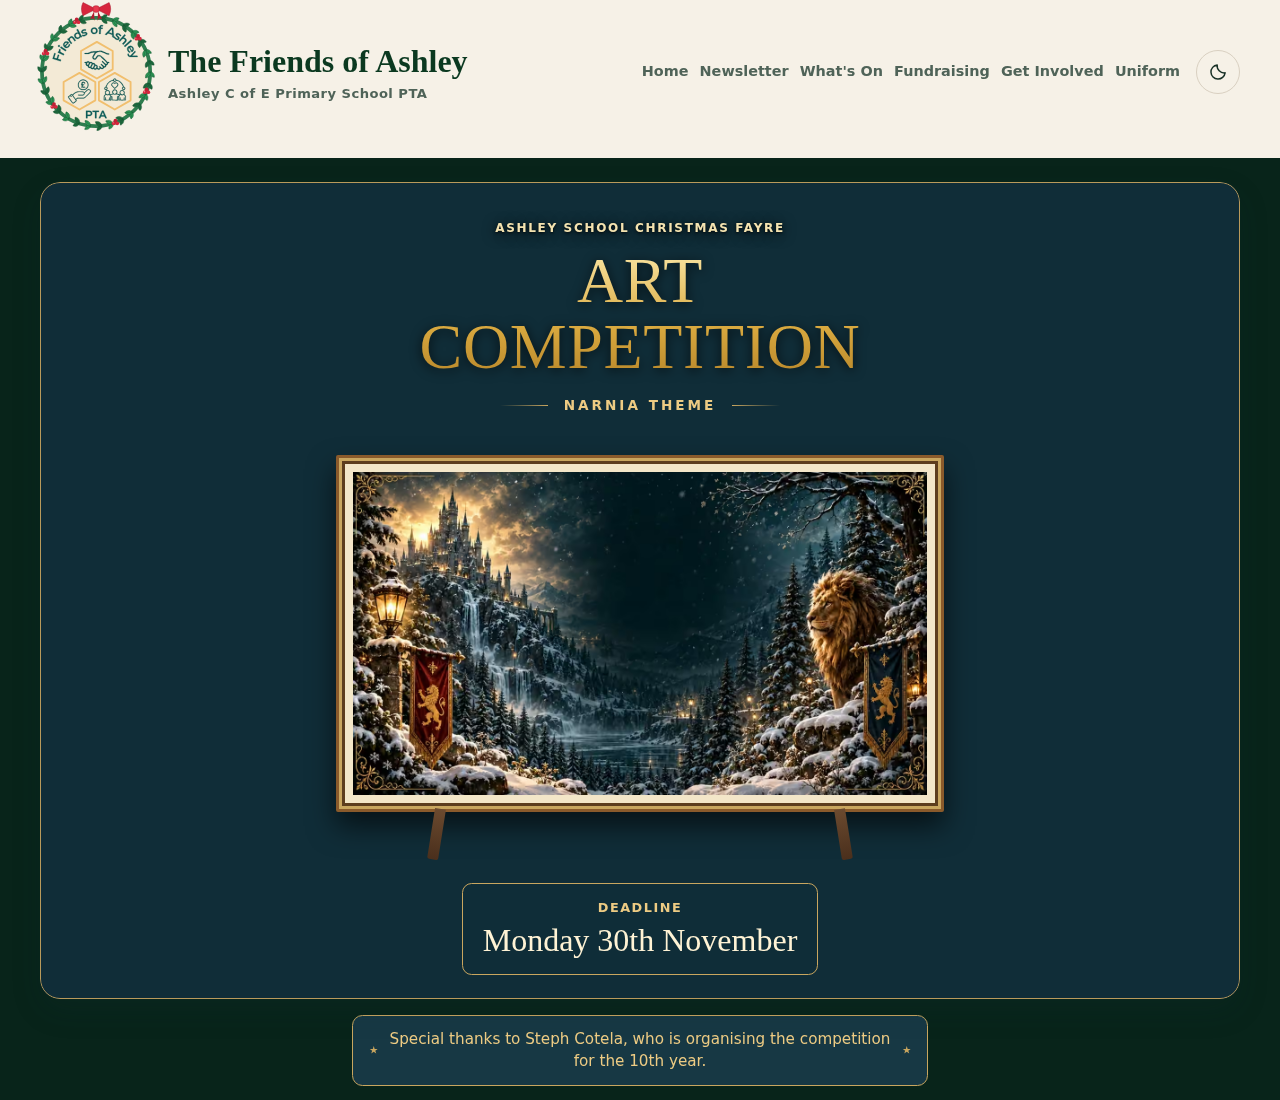 Friends of Ashley
PTA
The Friends of Ashley
Ashley C of E Primary School PTA
Home Newsletter What's On Fundraising Get Involved Uniform
ASHLEY SCHOOL CHRISTMAS FAYRE
ART
COMPETITION
NARNIA THEME
DEADLINE
Monday 30th November
Special thanks to Steph Cotela, who is organising the competition
for the 10th year.